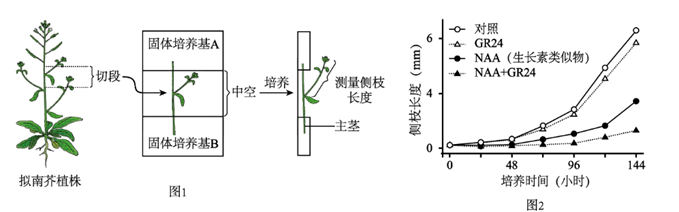 固体培养基A
切段
中空
固体培养基B
拟南芥植株
培养
测量侧枝
长度
主茎
图1
侧枝长度（mm）
6
4
2
0
对照
GR24
NAA（生长素类似物）
NAA+GR24
0
48
96
144
培养时间（小时）
图2